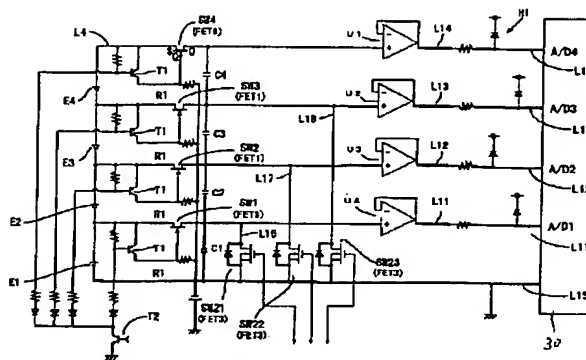 L4
SW4
(FET1)
S
D
U1
L14
H1
A/D4
T1
E4
R1
C4
SW3
(FET1)
U2
L13
A/D3
T1
L18
E3
R1
C3
SW2
(FET1)
U3
L12
A/D2
T1
L17
E2
R1
C2
SW1
U4
L11
A/D1
T1
L16
C1
SW23
(FET3)
E1
R1
SW21
(FET3)
SW22
(FET3)
L15
T2
30